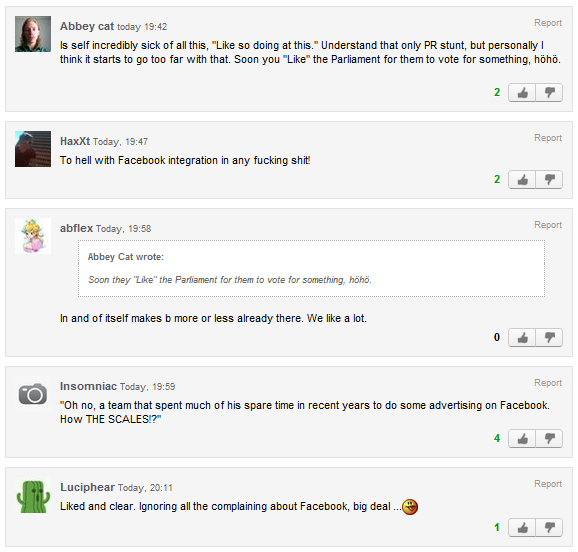 Abbey cat today 19:42 Report
Is self incredibly sick of all this, "Like so doing at this." Understand that only PR stunt, but personally I
think it starts to go too far with that. Soon you "Like" the Parliament for them to vote for something, höhö.
2
HaxXt Today, 19:47 Report
To hell with Facebook integration in any fucking shit!
2
abflex Today, 19:58 Report
Abbey Cat wrote:
Soon they "Like" the Parliament for them to vote for something, höhö.
In and of itself makes b more or less already there. We like a lot.
0
Insomniac Today, 19:59 Report
"Oh no, a team that spent much of his spare time in recent years to do some advertising on Facebook.
How THE SCALES!?"
4
Luciphear Today, 20:11 Report
Liked and clear. Ignoring all the complaining about Facebook, big deal ...
1